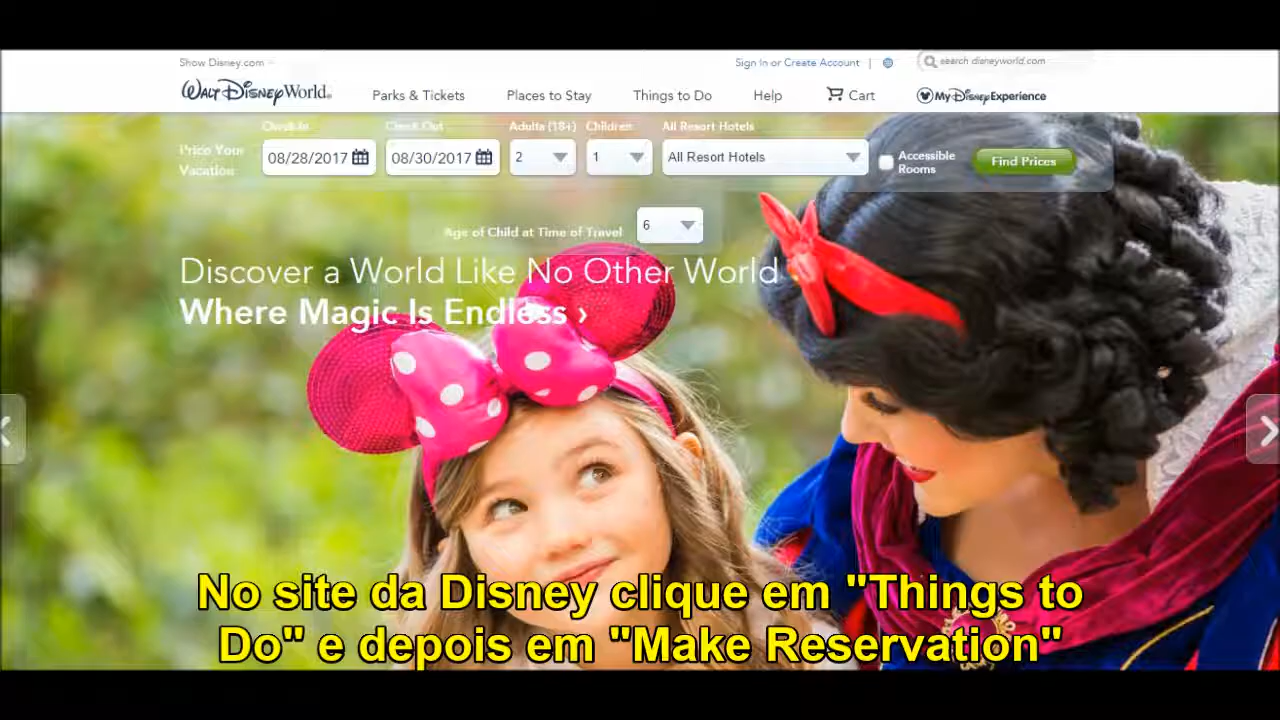 Show Disney.com
Sign In or Create Account | search disneyworld.com
Walt Disney World. Parks & Tickets Places to Stay Things to Do Help Cart My Disney Experience
Check In Check Out Adults (18+) Children All Resort Hotels
Price Your Vacation 08/28/2017 08/30/2017 2 1 All Resort Hotels Accessible Rooms Find Prices
Age of Child at Time of Travel 6
Discover a World Like No Other World
Where Magic Is Endless ›
No site da Disney clique em "Things to
Do" e depois em "Make Reservation"